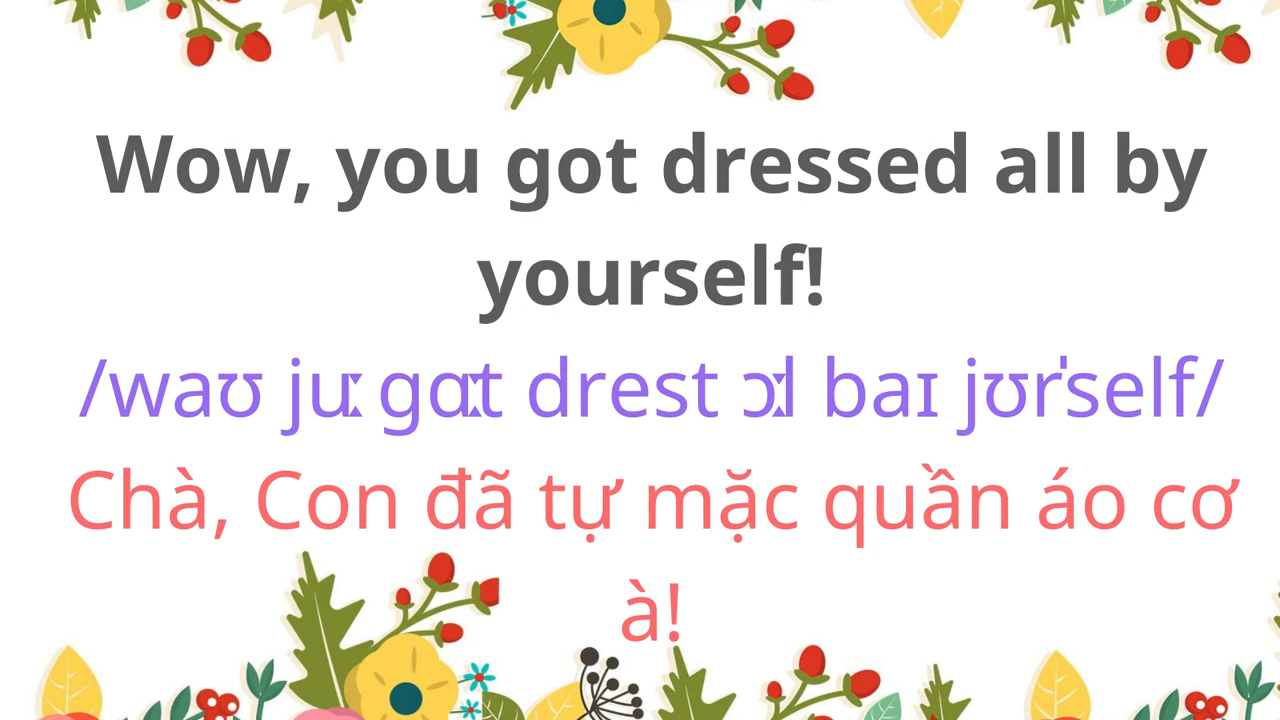 Wow, you got dressed all by
yourself!
/waʊ juː gɑːt drest ɔːl baɪ jʊrˈself/
Chà, Con đã tự mặc quần áo cơ
à!